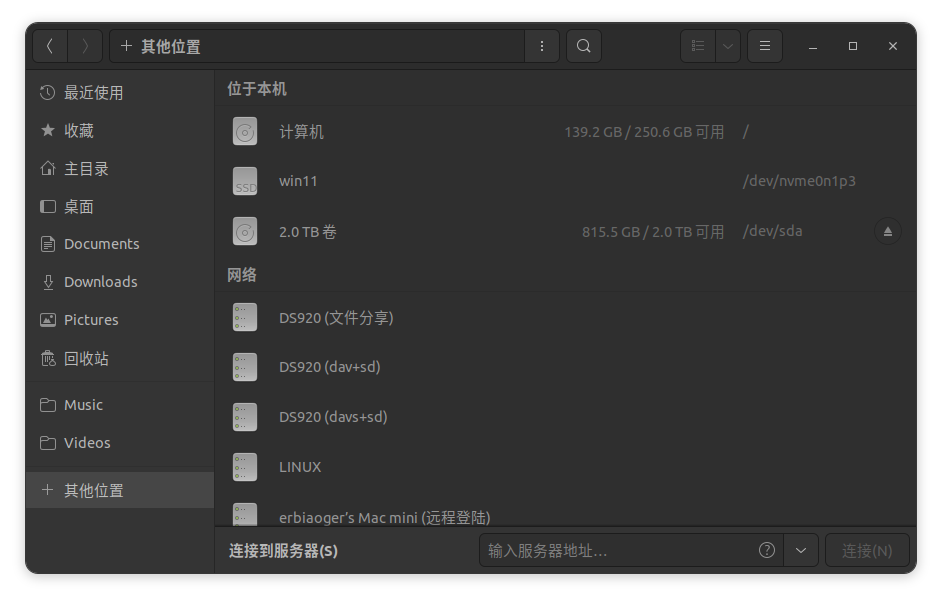 其他位置
最近使用
收藏
主目录
桌面
Documents
Downloads
Pictures
回收站
Music
Videos
其他位置
位于本机
计算机 139.2 GB / 250.6 GB 可用 /
SSD win11 /dev/nvme0n1p3
2.0 TB 卷 815.5 GB / 2.0 TB 可用 /dev/sda
网络
DS920 (文件分享)
DS920 (dav+sd)
DS920 (davs+sd)
LINUX
erbiaoger's Mac mini (远程登陆)
连接到服务器(S) 输入服务器地址… ? 连接(N)